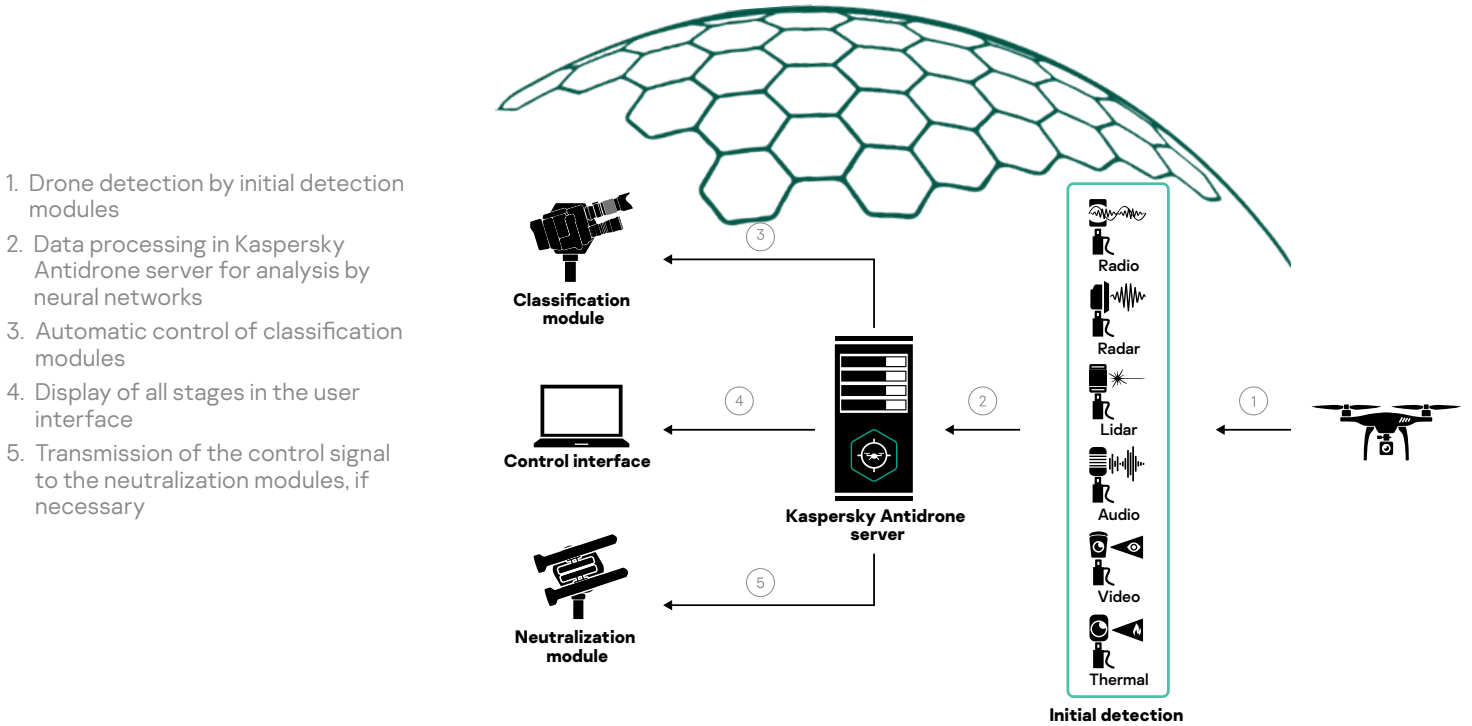 1. Drone detection by initial detection
modules
2. Data processing in Kaspersky
Antidrone server for analysis by
neural networks
3. Automatic control of classification
modules
4. Display of all stages in the user
interface
5. Transmission of the control signal
to the neutralization modules, if
necessary
3
Classification
module
4
Control interface
5
Neutralization
module
Kaspersky Antidrone
server
2
Radio
Radar
Lidar
Audio
Video
Thermal
Initial detection
1